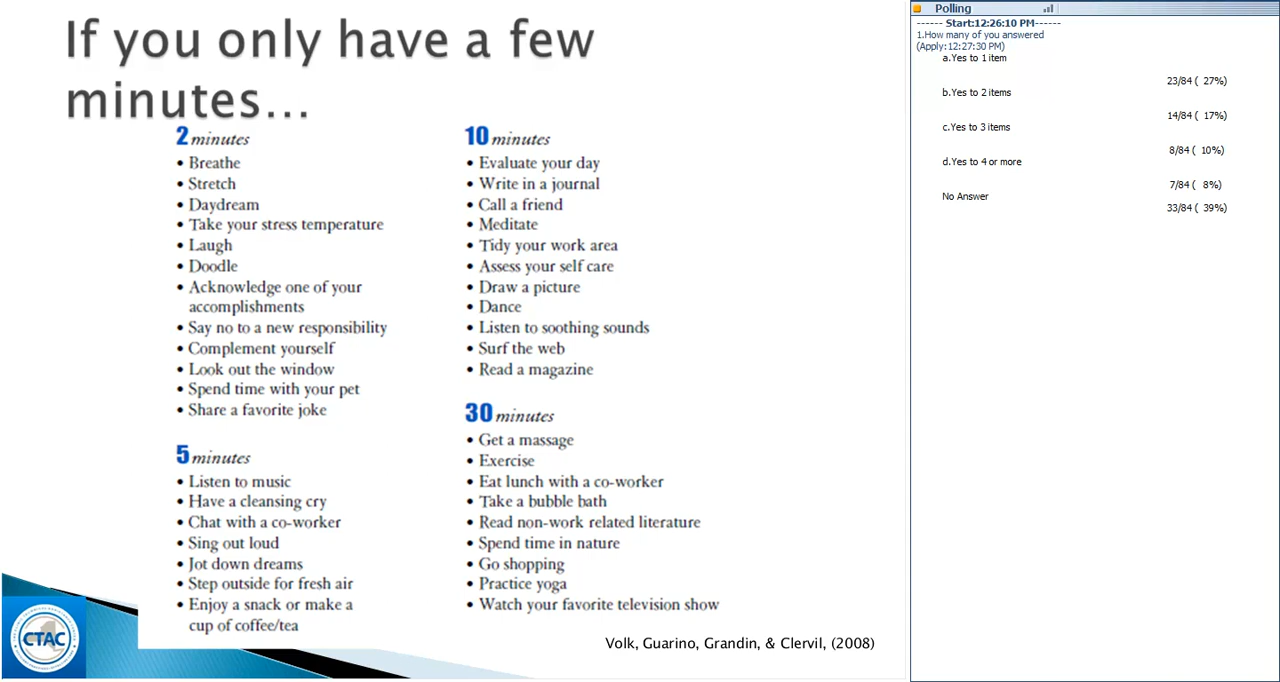 If you only have a few
minutes…
2 minutes
• Breathe
• Stretch
• Daydream
• Take your stress temperature
• Laugh
• Doodle
• Acknowledge one of your
accomplishments
• Say no to a new responsibility
• Complement yourself
• Look out the window
• Spend time with your pet
• Share a favorite joke
5 minutes
• Listen to music
• Have a cleansing cry
• Chat with a co-worker
• Sing out loud
• Jot down dreams
• Step outside for fresh air
• Enjoy a snack or make a
cup of coffee/tea
10 minutes
• Evaluate your day
• Write in a journal
• Call a friend
• Meditate
• Tidy your work area
• Assess your self care
• Draw a picture
• Dance
• Listen to soothing sounds
• Surf the web
• Read a magazine
30 minutes
• Get a massage
• Exercise
• Eat lunch with a co-worker
• Take a bubble bath
• Read non-work related literature
• Spend time in nature
• Go shopping
• Practice yoga
• Watch your favorite television show
Volk, Guarino, Grandin, & Clervil, (2008)
CTAC
Polling
------ Start:12:26:10 PM------
1.How many of you answered
(Apply:12:27:30 PM)
a.Yes to 1 item
23/84 ( 27%)
b.Yes to 2 items
14/84 ( 17%)
c.Yes to 3 items
8/84 ( 10%)
d.Yes to 4 or more
7/84 ( 8%)
No Answer
33/84 ( 39%)